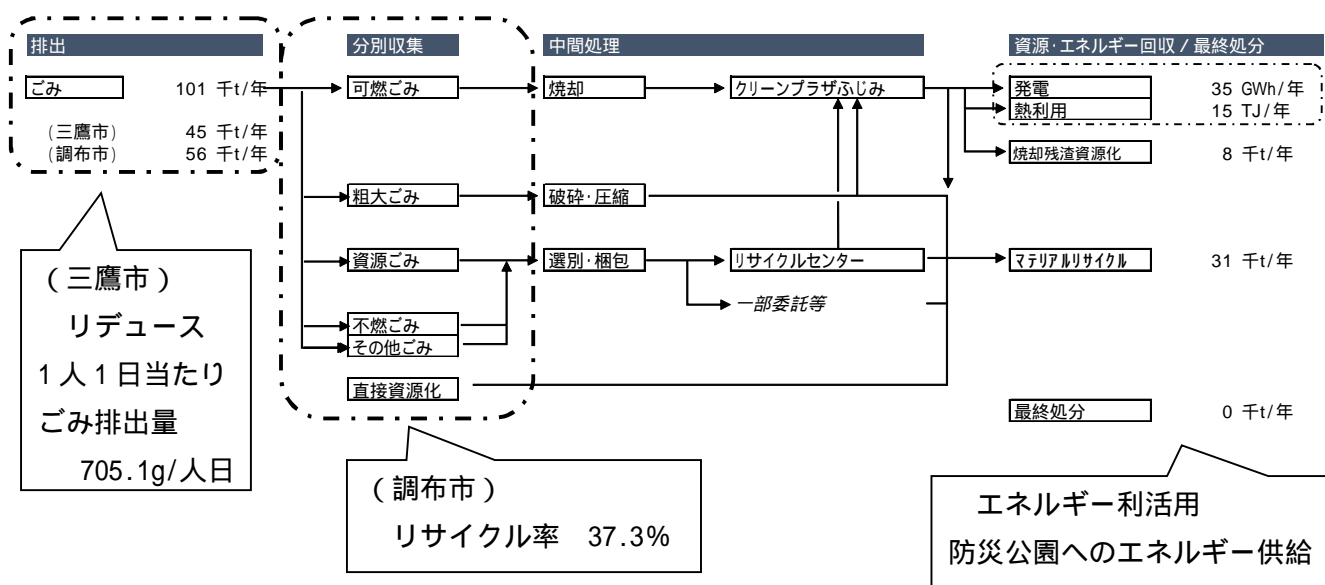 排出
分別収集
中間処理
資源･エネルギー回収 / 最終処分
ごみ 101 千t/年
可燃ごみ
焼却
クリーンプラザふじみ
発電 35 GWh/年
熱利用 15 TJ/年
(三鷹市) 45 千t/年
(調布市) 56 千t/年
焼却残渣資源化 8 千t/年
粗大ごみ
破砕･圧縮
資源ごみ
選別･梱包
リサイクルセンター
マテリアルリサイクル 31 千t/年
一部委託等
不燃ごみ
その他ごみ
直接資源化
最終処分 0 千t/年
(三鷹市)
リデュース
1人1日当たり
ごみ排出量
705.1g/人日
(調布市)
リサイクル率 37.3%
エネルギー利活用
防災公園へのエネルギー供給